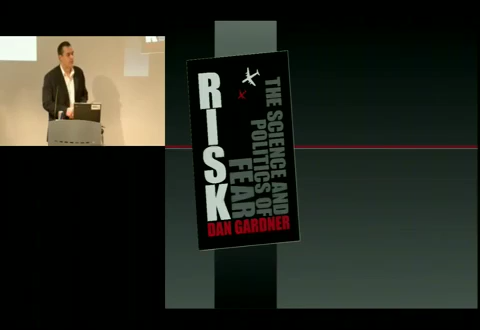 RISK
THE SCIENCE AND
POLITICS OF
FEAR
DAN GARDNER